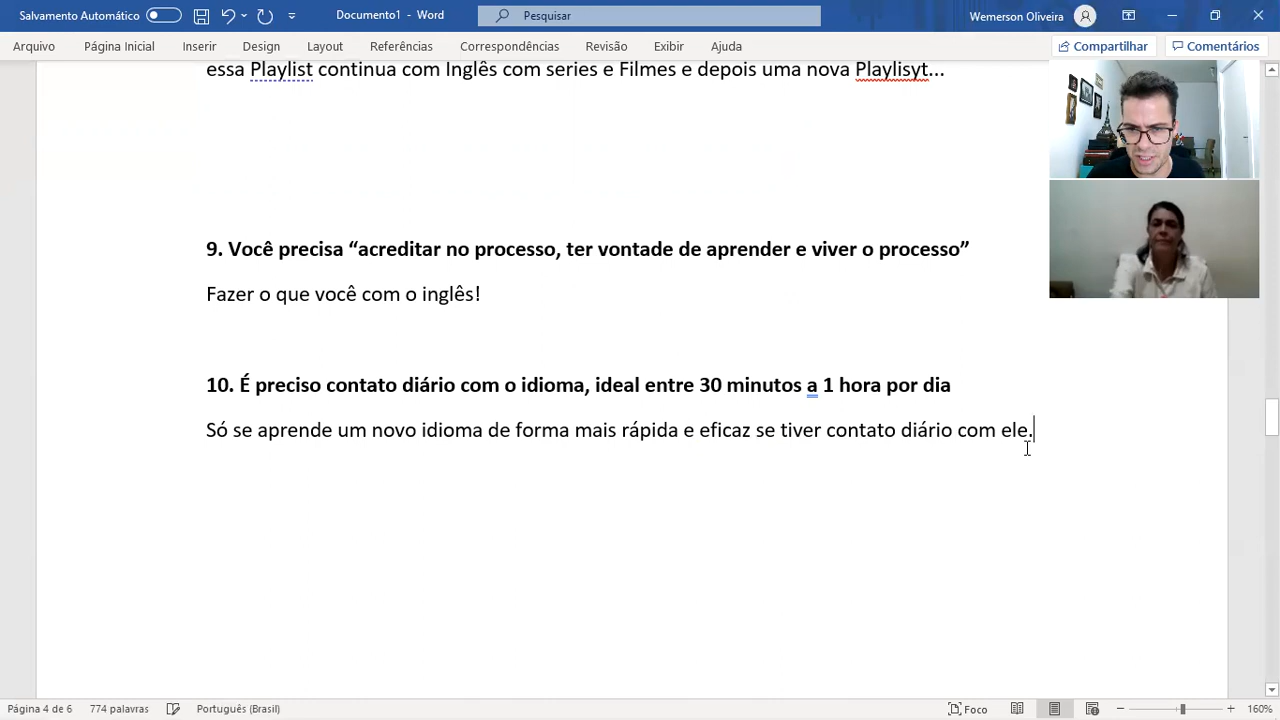 Salvamento Automático
Documento1 - Word
Pesquisar
Wemerson Oliveira
Arquivo
Página Inicial
Inserir
Design
Layout
Referências
Correspondências
Revisão
Exibir
Ajuda
Compartilhar
Comentários
essa Playlist continua com Inglês com series e Filmes e depois uma nova Playlisyt...
9. Você precisa “acreditar no processo, ter vontade de aprender e viver o processo”
Fazer o que você com o inglês!
10. É preciso contato diário com o idioma, ideal entre 30 minutos a 1 hora por dia
Só se aprende um novo idioma de forma mais rápida e eficaz se tiver contato diário com ele.
Página 4 de 6
774 palavras
Português (Brasil)
Foco
160%